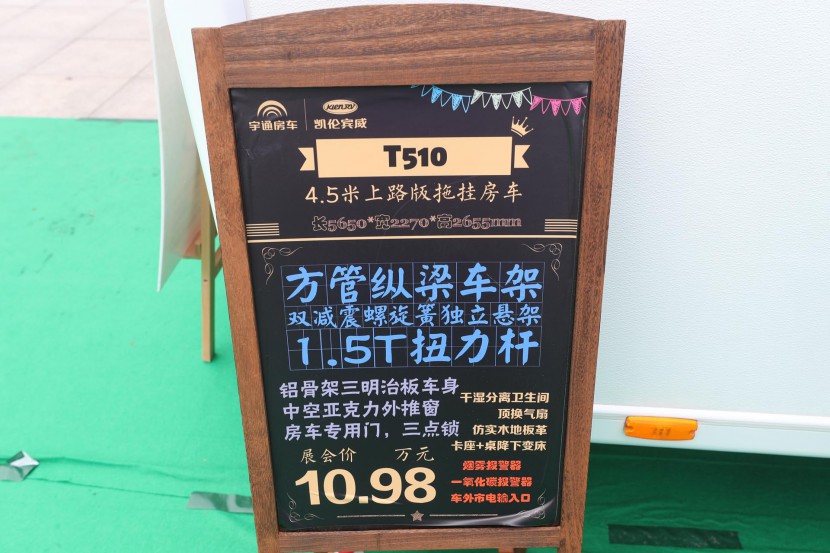 宇通房车 KLENRV 凯伦宾威
T510
4.5米上路版拖挂房车
长5650*宽2270*高2655mm
方管纵梁车架
双减震螺旋簧独立悬架
1.5T扭力杆
铝骨架三明治板车身
中空亚克力外推窗
房车专用门，三点锁
干湿分离卫生间
顶换气扇
仿实木地板革
卡座+桌降下变床
展会价 万元
10.98
烟雾报警器
一氧化碳报警器
车外市电输入口